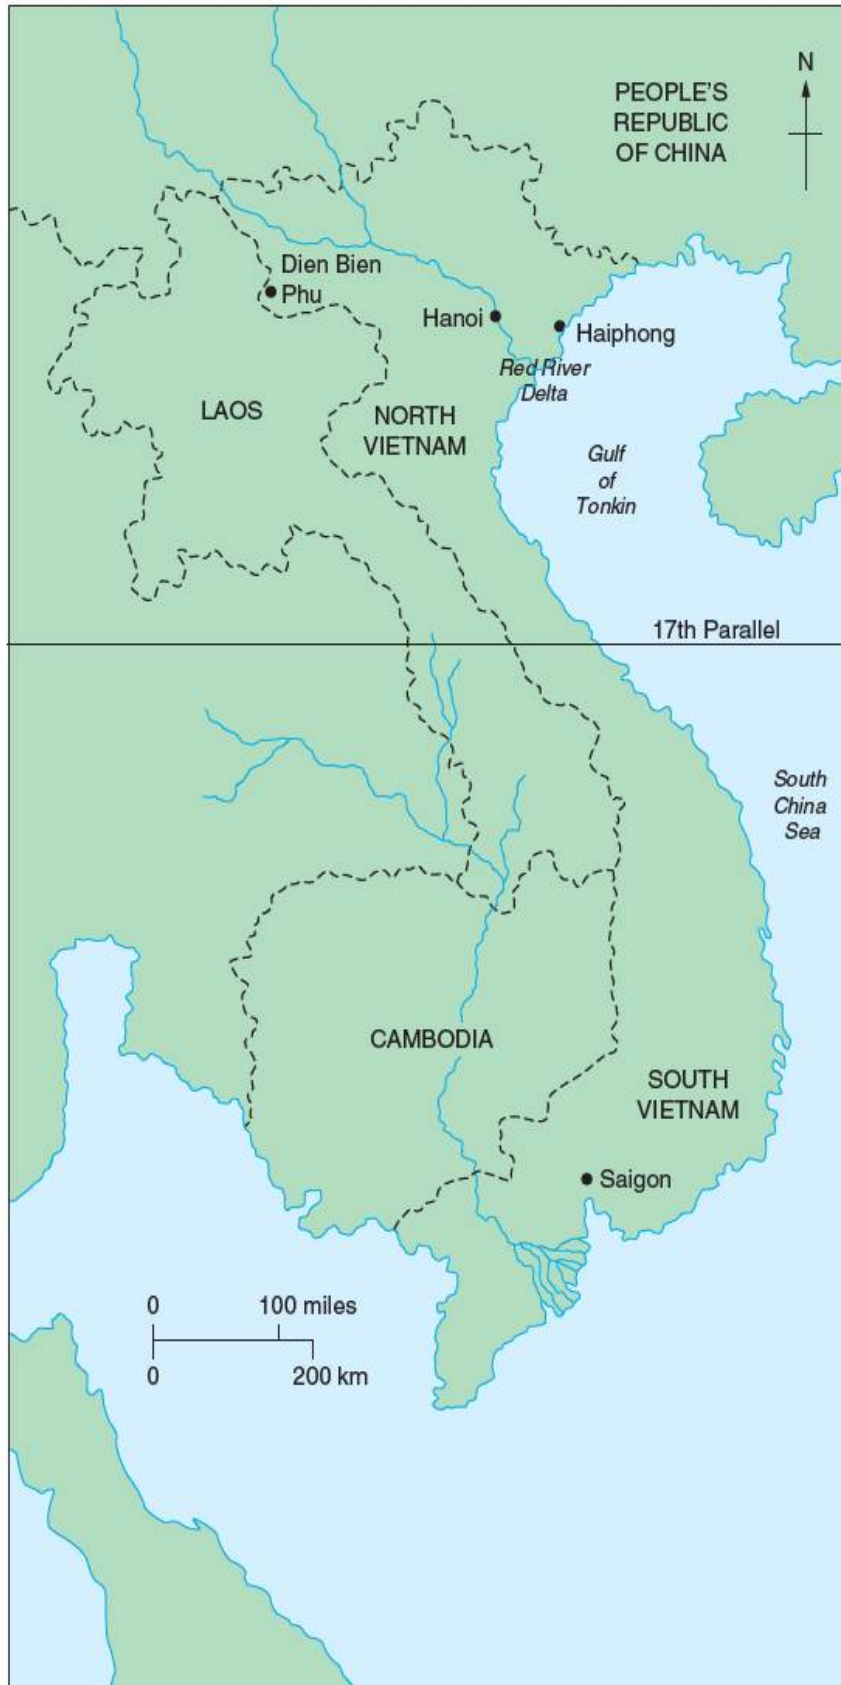 N
PEOPLE'S
REPUBLIC
OF CHINA
Dien Bien
Phu
Hanoi
Haiphong
Red River
Delta
LAOS
NORTH
VIETNAM
Gulf
of
Tonkin
17th Parallel
South
China
Sea
CAMBODIA
SOUTH
VIETNAM
Saigon
0 100 miles
0 200 km